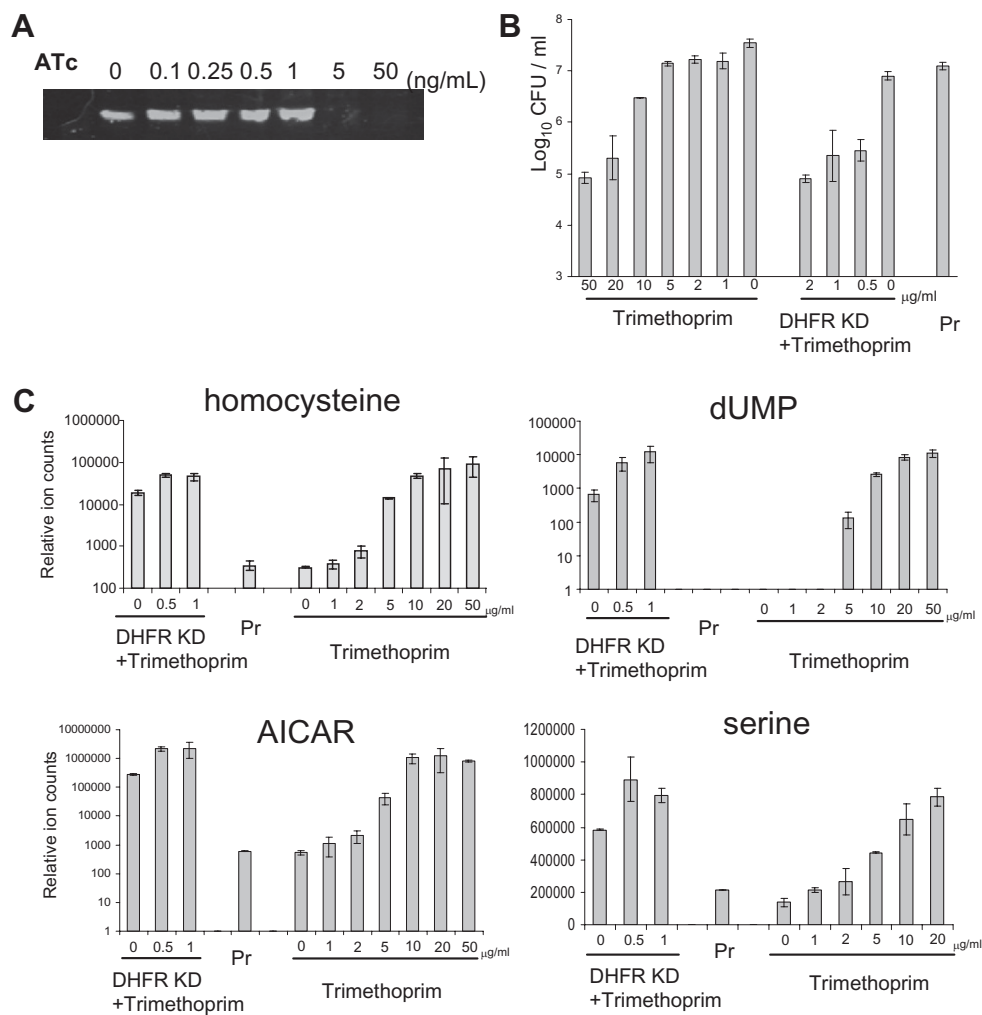 A
ATc
0 0.1 0.25 0.5 1 5 50 (ng/mL)
B
Log10 CFU / ml
8
7
6
5
4
3
50 20 10 5 2 1 0 2 1 0.5 0 µg/ml
Trimethoprim
DHFR KD
+Trimethoprim
Pr
C
homocysteine
Relative ion counts
1000000
100000
10000
1000
100
0 0.5 1 0 1 2 5 10 20 50 µg/ml
DHFR KD
+Trimethoprim
Pr
Trimethoprim
dUMP
100000
10000
1000
100
10
1
0 0.5 1 0 1 2 5 10 20 50 µg/ml
DHFR KD
+Trimethoprim
Pr
Trimethoprim
AICAR
Relative ion counts
10000000
1000000
100000
10000
1000
100
10
1
0 0.5 1 0 1 2 5 10 20 50 µg/ml
DHFR KD
+Trimethoprim
Pr
Trimethoprim
serine
1200000
1000000
800000
600000
400000
200000
0
0 0.5 1 0 1 2 5 10 20 µg/ml
DHFR KD
+Trimethoprim
Pr
Trimethoprim